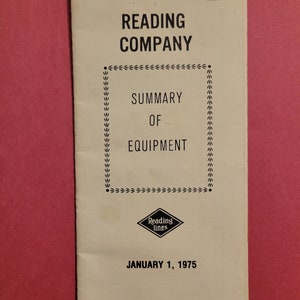 READING
COMPANY
SUMMARY
OF
EQUIPMENT
Reading
Lines
JANUARY 1, 1975